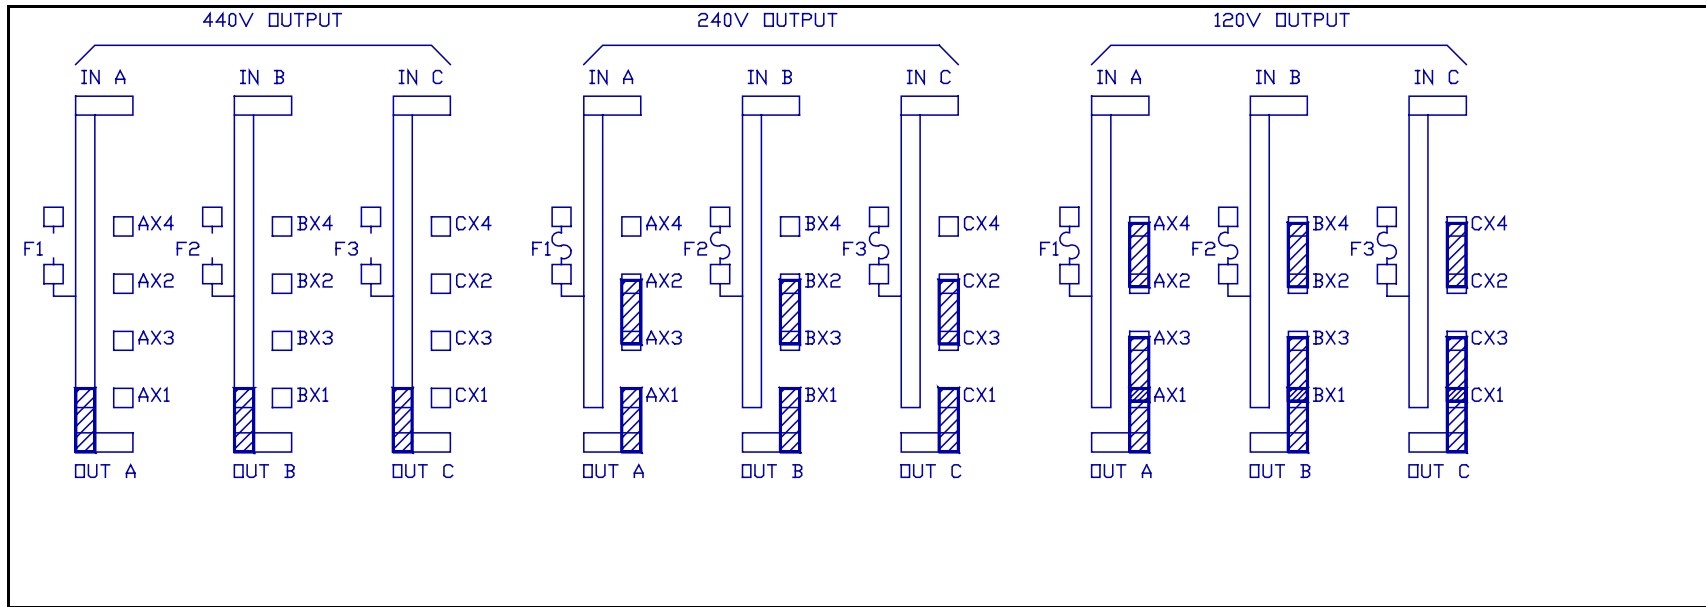 440V OUTPUT 240V OUTPUT 120V OUTPUT
IN A IN B IN C IN A IN B IN C IN A IN B IN C
AX4 BX4 CX4 AX4 BX4 CX4 AX4 BX4 CX4
F1 F2 F3 F1 F2 F3 F1 F2 F3
AX2 BX2 CX2 AX2 BX2 CX2 AX2 BX2 CX2
AX3 BX3 CX3 AX3 BX3 CX3 AX3 BX3 CX3
AX1 BX1 CX1 AX1 BX1 CX1 AX1 BX1 CX1
OUT A OUT B OUT C OUT A OUT B OUT C OUT A OUT B OUT C